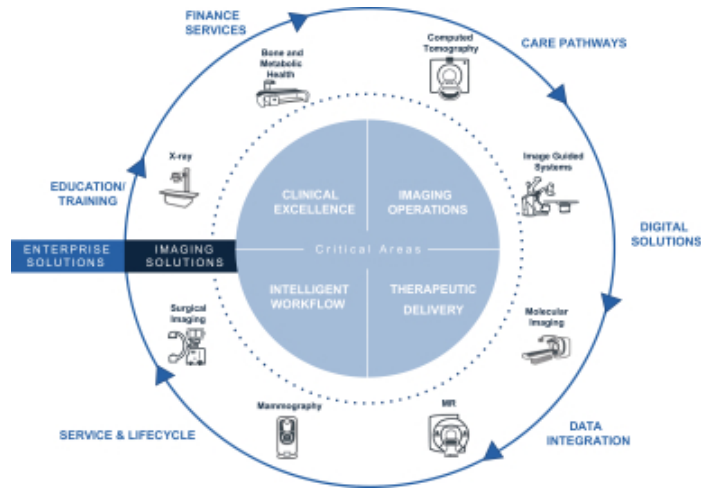 FINANCE
SERVICES
CARE PATHWAYS
Bone and
Metabolic
Health
Computed
Tomography
X-ray
Image Guided
Systems
EDUCATION/
TRAINING
CLINICAL
EXCELLENCE
IMAGING
OPERATIONS
DIGITAL
SOLUTIONS
ENTERPRISE
SOLUTIONS
IMAGING
SOLUTIONS
Critical Areas
INTELLIGENT
WORKFLOW
THERAPEUTIC
DELIVERY
Surgical
Imaging
Molecular
Imaging
Mammography
MR
SERVICE & LIFECYCLE
DATA
INTEGRATION